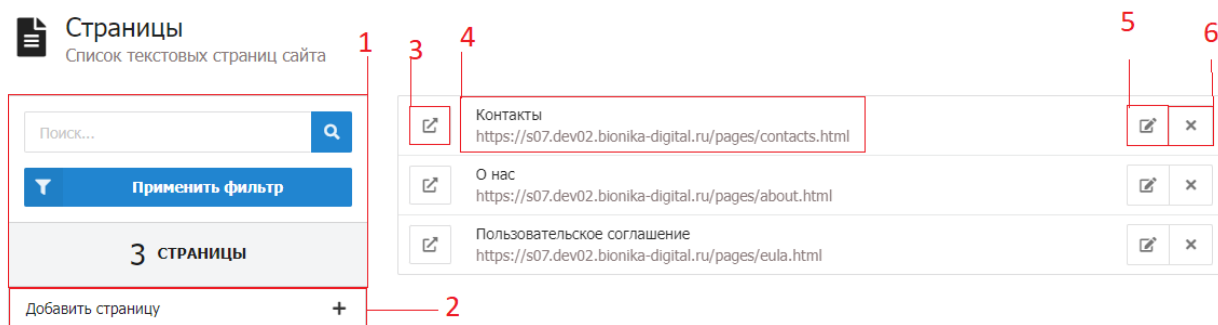 Страницы
Список текстовых страниц сайта
1
3
4
5
6
Поиск...
Применить фильтр
3 СТРАНИЦЫ
Добавить страницу +
2
Контакты
https://s07.dev02.bionika-digital.ru/pages/contacts.html
О нас
https://s07.dev02.bionika-digital.ru/pages/about.html
Пользовательское соглашение
https://s07.dev02.bionika-digital.ru/pages/eula.html